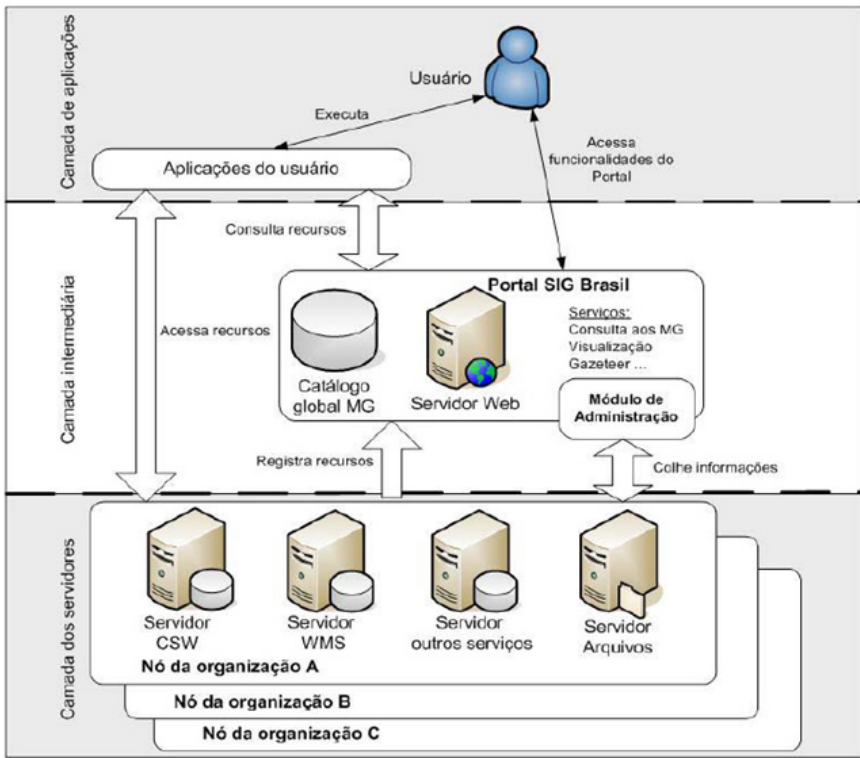 Camada de aplicações
Usuário
Executa
Acessa
funcionalidades do
Portal
Aplicações do usuário
Camada intermediária
Consulta recursos
Acessa recursos
Portal SIG Brasil
Serviços:
Consulta aos MG
Visualização
Gazeteer ...
Catálogo
global MG
Servidor Web
Módulo de
Administração
Registra recursos
Colhe informações
Camada dos servidores
Servidor
CSW
Servidor
WMS
Servidor
outros serviços
Servidor
Arquivos
Nó da organização A
Nó da organização B
Nó da organização C